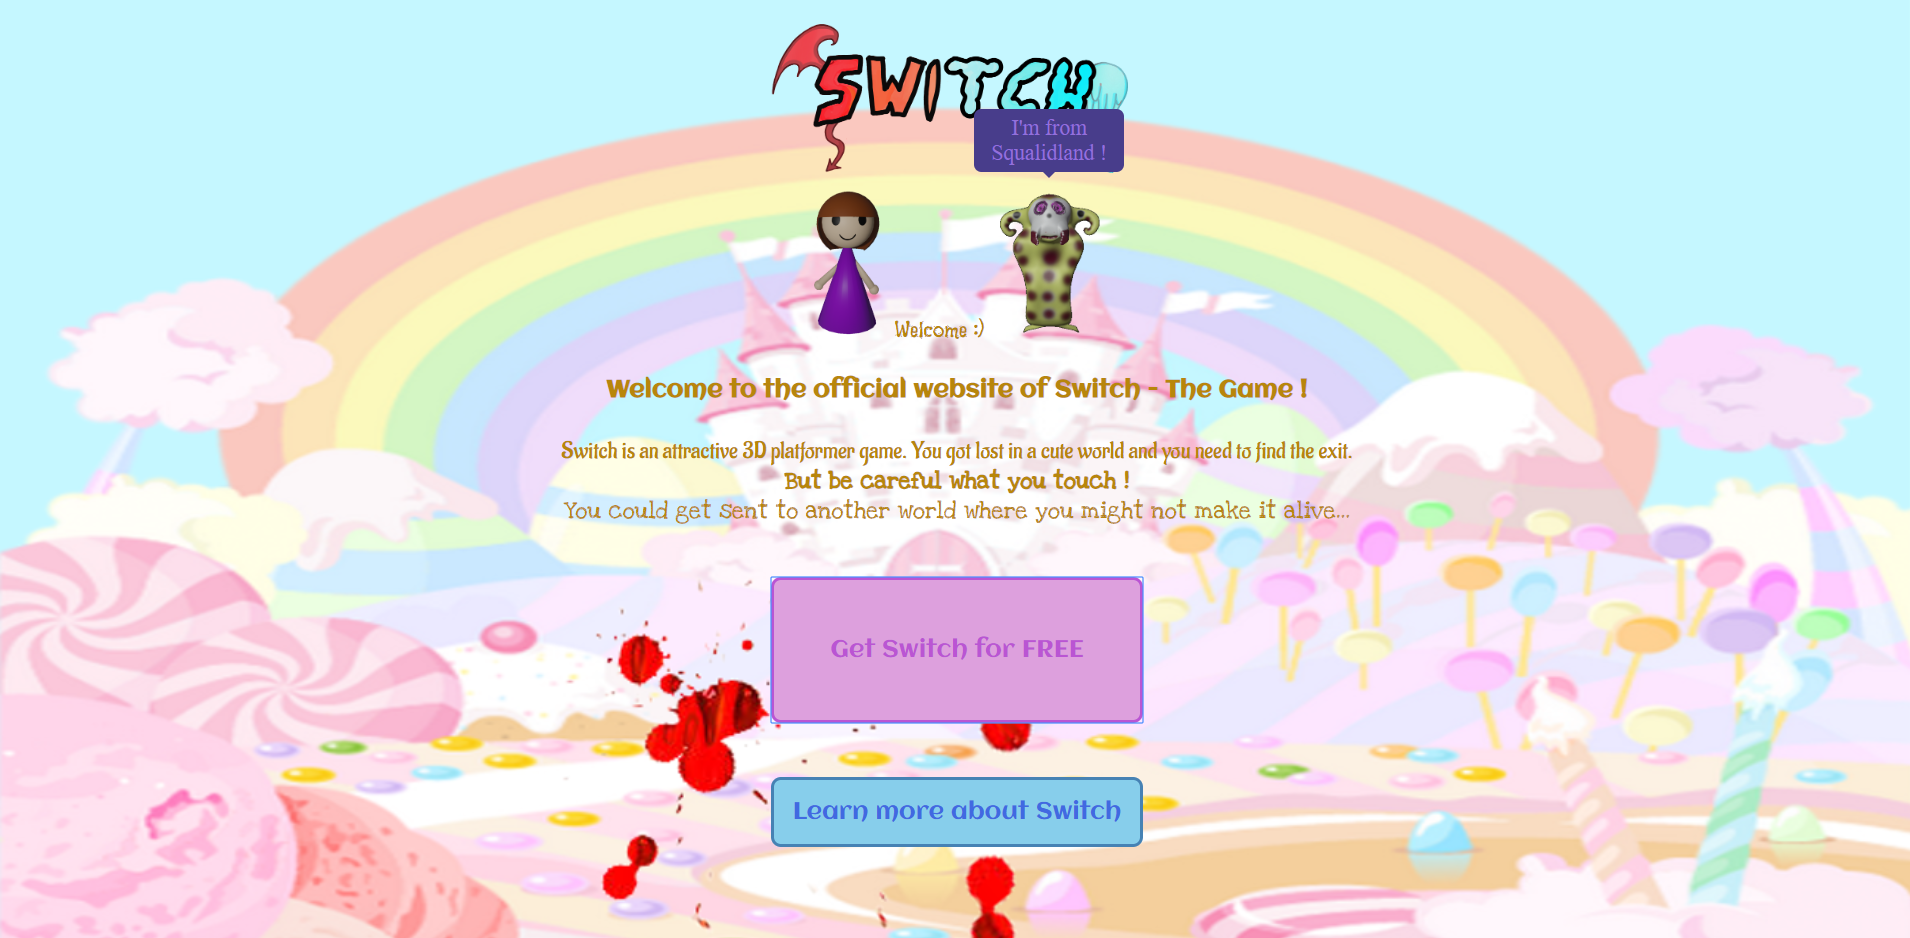 SWITCH
I'm from
Squalidland !
Welcome :)
Welcome to the official website of Switch - The Game !
Switch is an attractive 3D platformer game. You got lost in a cute world and you need to find the exit.
But be careful what you touch !
You could get sent to another world where you might not make it alive...
Get Switch for FREE
Learn more about Switch